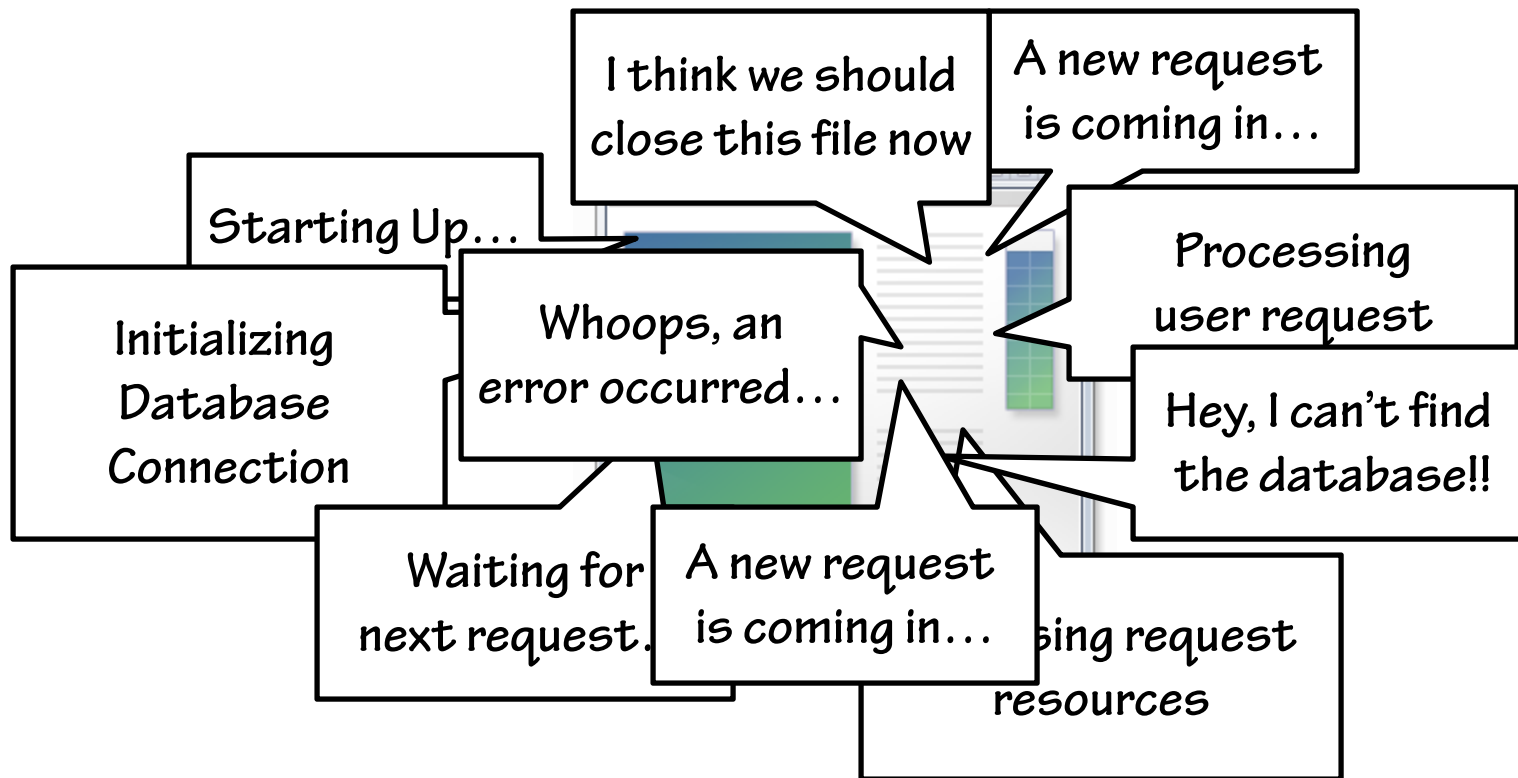 I think we should
close this file now
A new request
is coming in…
Starting Up…
Processing
user request
Initializing
Database
Connection
Whoops, an
error occurred…
Hey, I can’t find
the database!!
Waiting for
next request.
A new request
is coming in…
request
resources